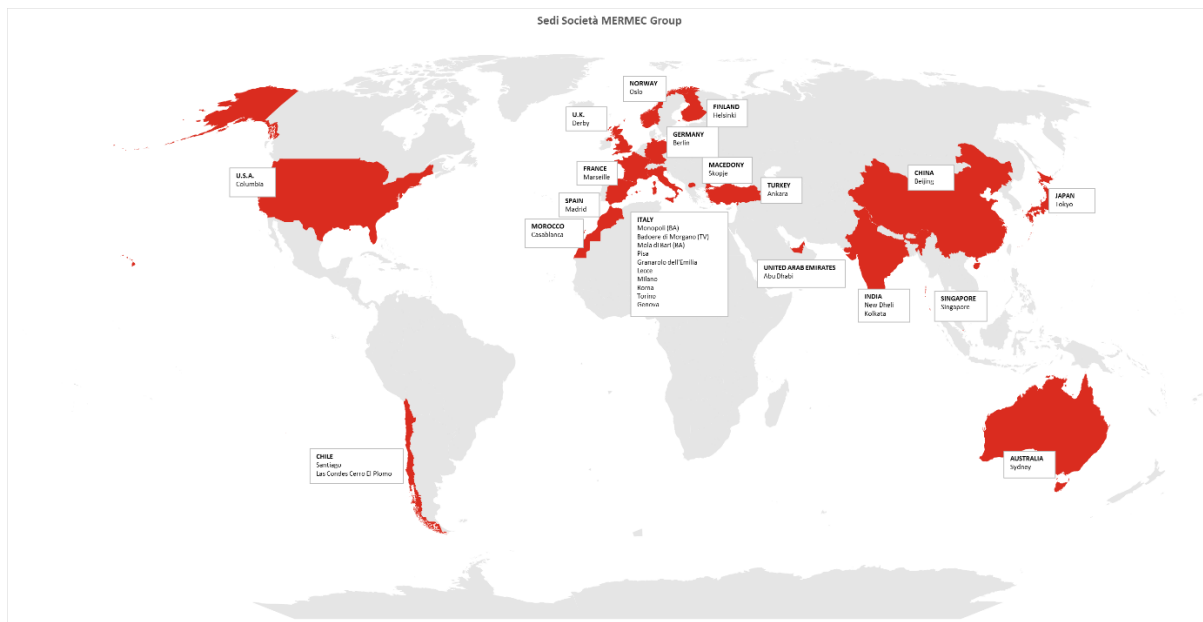 Sedi Società MERMEC Group
NORWAY
Oslo
FINLAND
Helsinki
U.K.
Derby
GERMANY
Berlin
FRANCE
Marseille
MACEDONY
Skopje
U.S.A.
Columbia
CHINA
Beijing
TURKEY
Ankara
JAPAN
Tokyo
SPAIN
Madrid
MOROCCO
Casablanca
ITALY
Monopoli (BA)
Badoere di Morgano (TV)
Mola di Bari (BA)
Pisa
Granarolo dell'Emilia
Lecce
Milano
Roma
Torino
Genova
UNITED ARAB EMIRATES
Abu Dhabi
INDIA
New Dheli
Kolkata
SINGAPORE
Singapore
CHILE
Santiago
Las Condes Cerro El Plomo
AUSTRALIA
Sydney